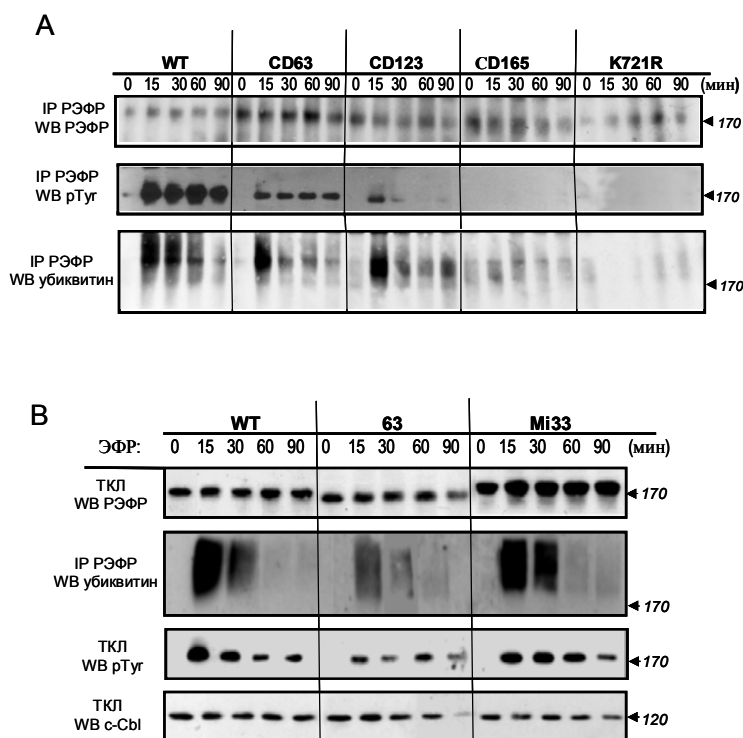 A
WT CD63 CD123 CD165 K721R
0 15 30 60 90 0 15 30 60 90 0 15 30 60 90 0 15 30 60 90 0 15 30 60 90 (мин)
IP РЭФР
WB РЭФР
170
IP РЭФР
WB pTyr
170
IP РЭФР
WB убиквитин
170
B
WT 63 Mi33
ЭФР: 0 15 30 60 90 0 15 30 60 90 0 15 30 60 90 (мин)
ТКЛ
WB РЭФР
170
IP РЭФР
WB убиквитин
170
ТКЛ
WB pTyr
170
ТКЛ
WB c-Cbl
120